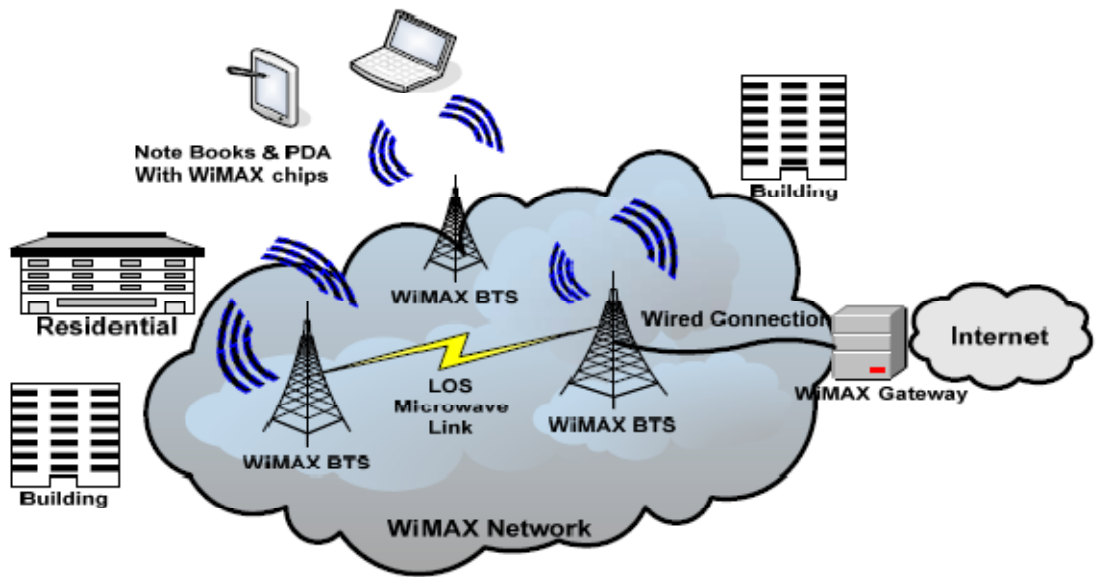 Note Books & PDA
With WiMAX chips
Building
Residential
WiMAX BTS
Wired Connection
Internet
LOS
Microwave
Link
WiMAX Gateway
WiMAX BTS
WiMAX BTS
Building
WiMAX Network